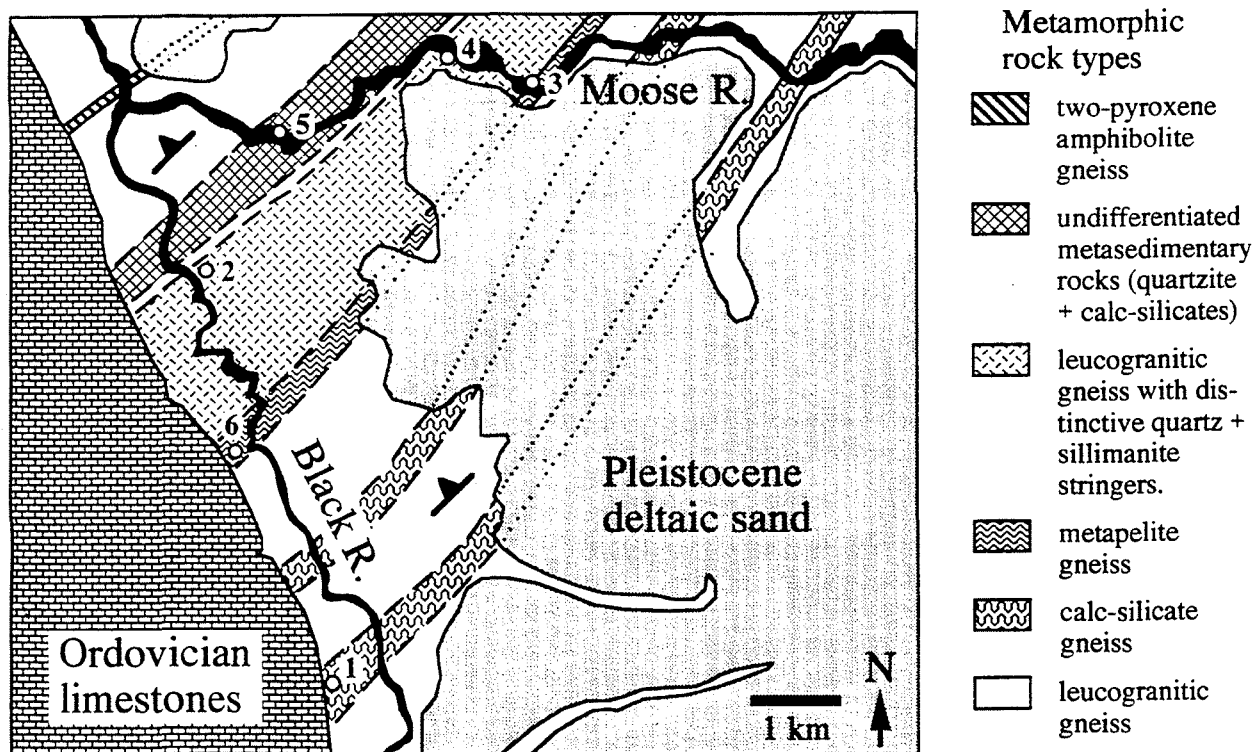 4
3
Moose R.
5
2
6
Black R.
Pleistocene
deltaic sand
Ordovician
limestones
1
1 km
N
Metamorphic
rock types
two-pyroxene
amphibolite
gneiss
undifferentiated
metasedimentary
rocks (quartzite
+ calc-silicates)
leucogranitic
gneiss with dis-
tinctive quartz +
sillimanite
stringers.
metapelite
gneiss
calc-silicate
gneiss
leucogranitic
gneiss